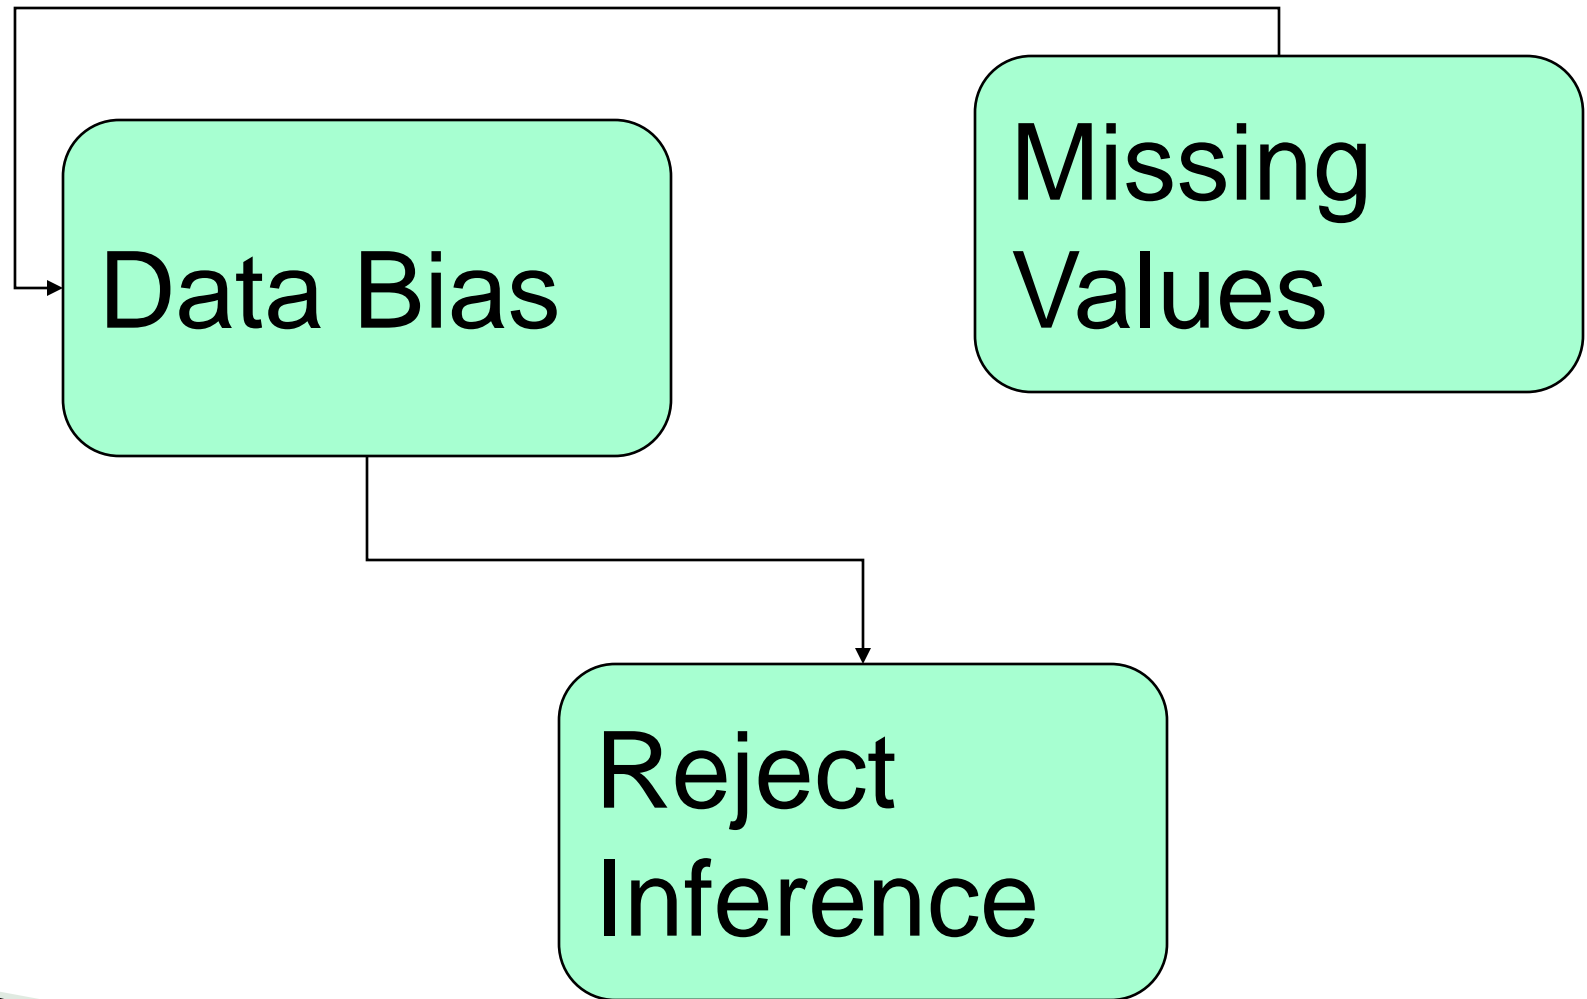 Data Bias
Missing
Values
Reject
Inference